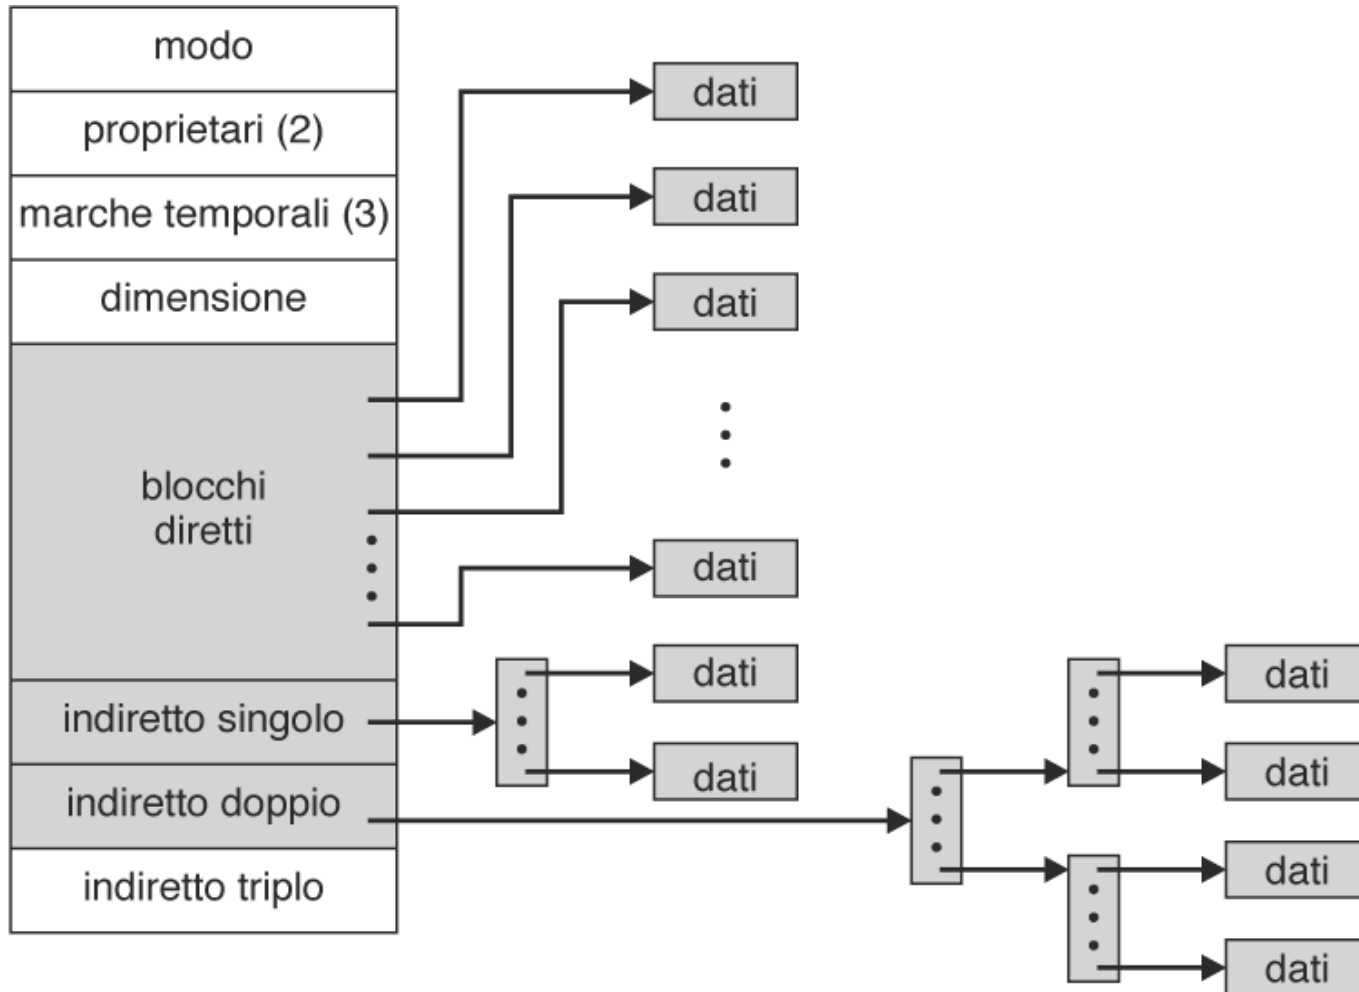 modo
proprietari (2)
marche temporali (3)
dimensione
blocchi
diretti
indiretto singolo
indiretto doppio
indiretto triplo
dati
dati
dati
dati
dati
dati
dati
dati
dati
dati